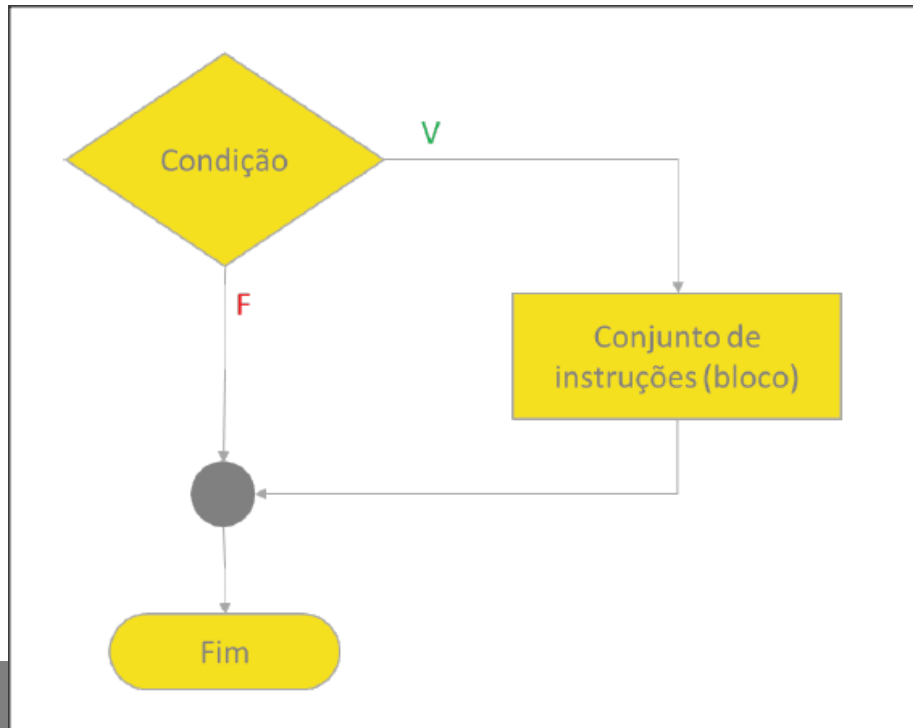 Condição
V
F
Conjunto de
instruções (bloco)
Fim